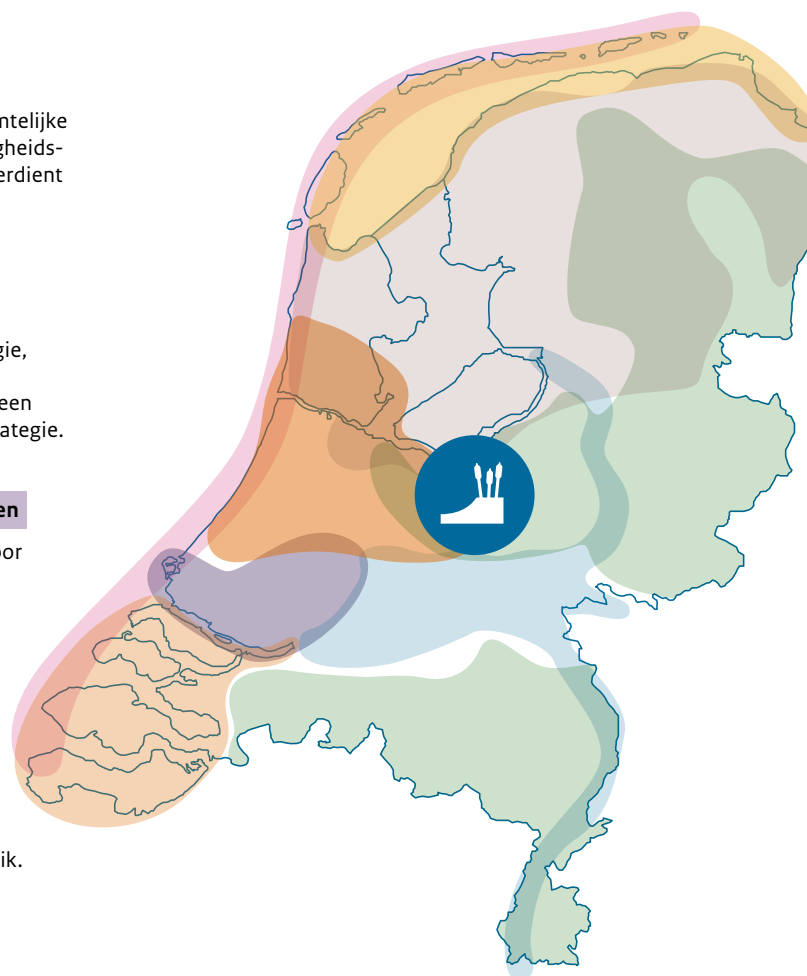 ntelijke
gheids-
erdient
gie,
een
ategie.
en
oor
ik.